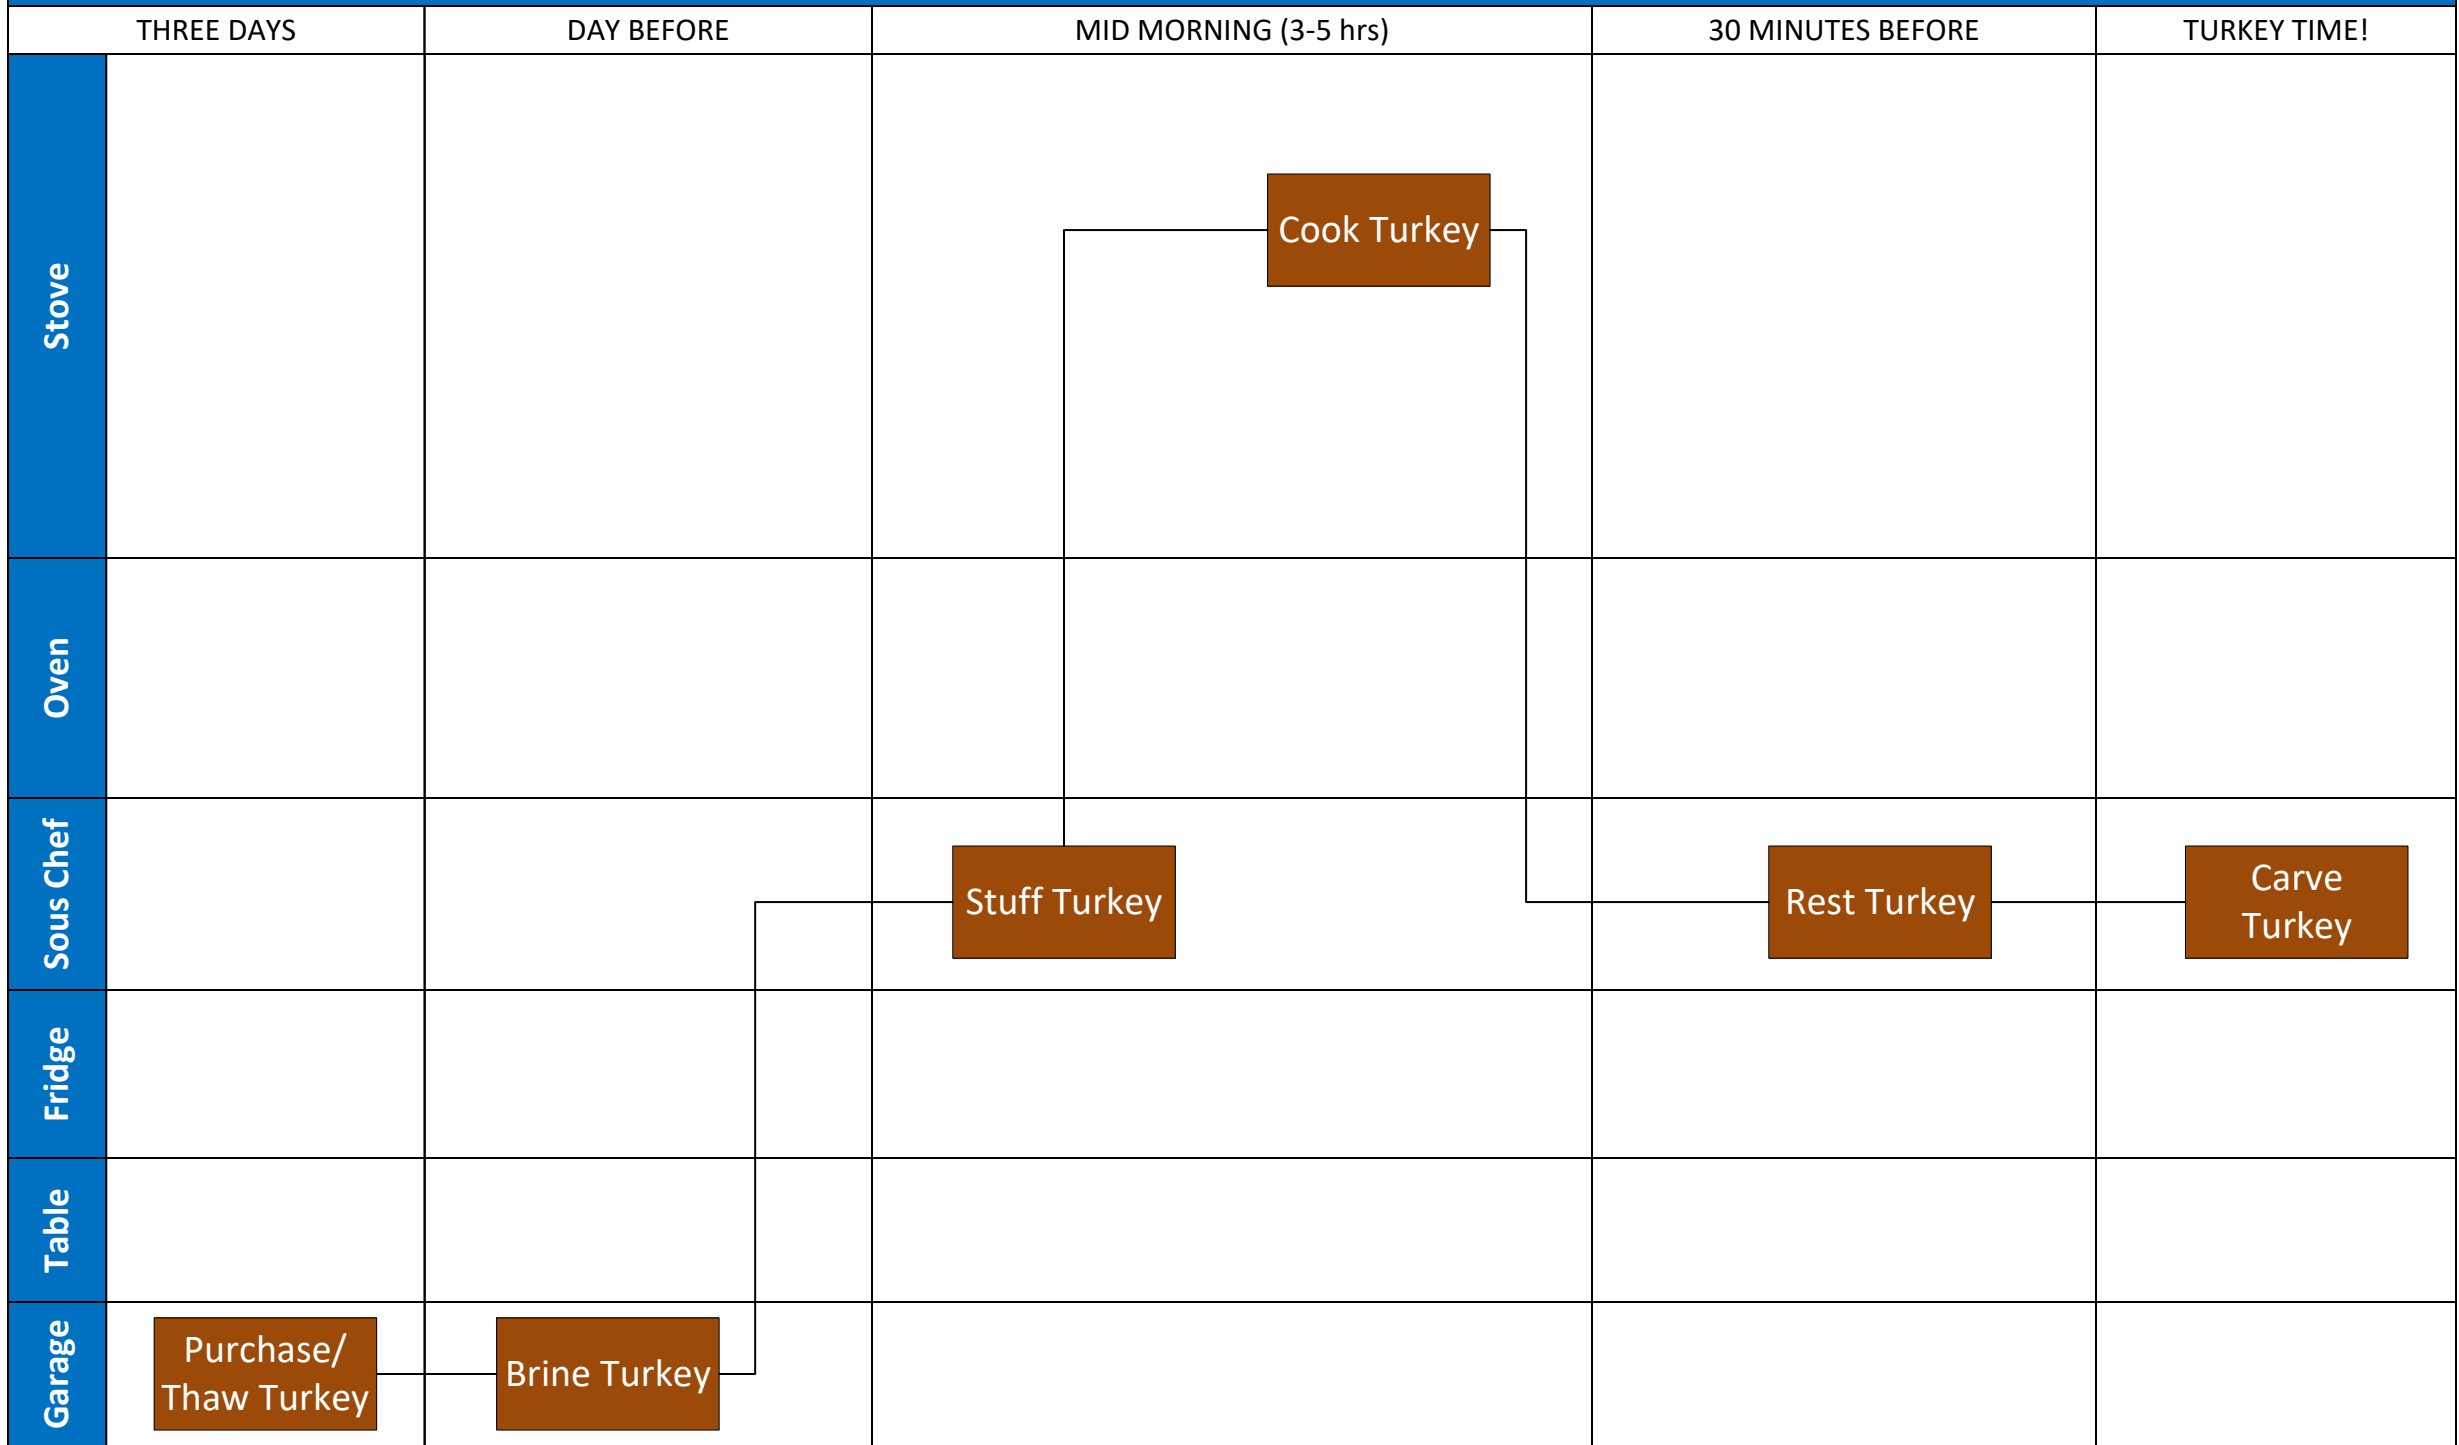 THREE DAYS
DAY BEFORE
MID MORNING (3-5 hrs)
30 MINUTES BEFORE
TURKEY TIME!
Stove
Cook Turkey
Oven
Sous Chef
Stuff Turkey
Rest Turkey
Carve
Turkey
Fridge
Table
Garage
Purchase/
Thaw Turkey
Brine Turkey